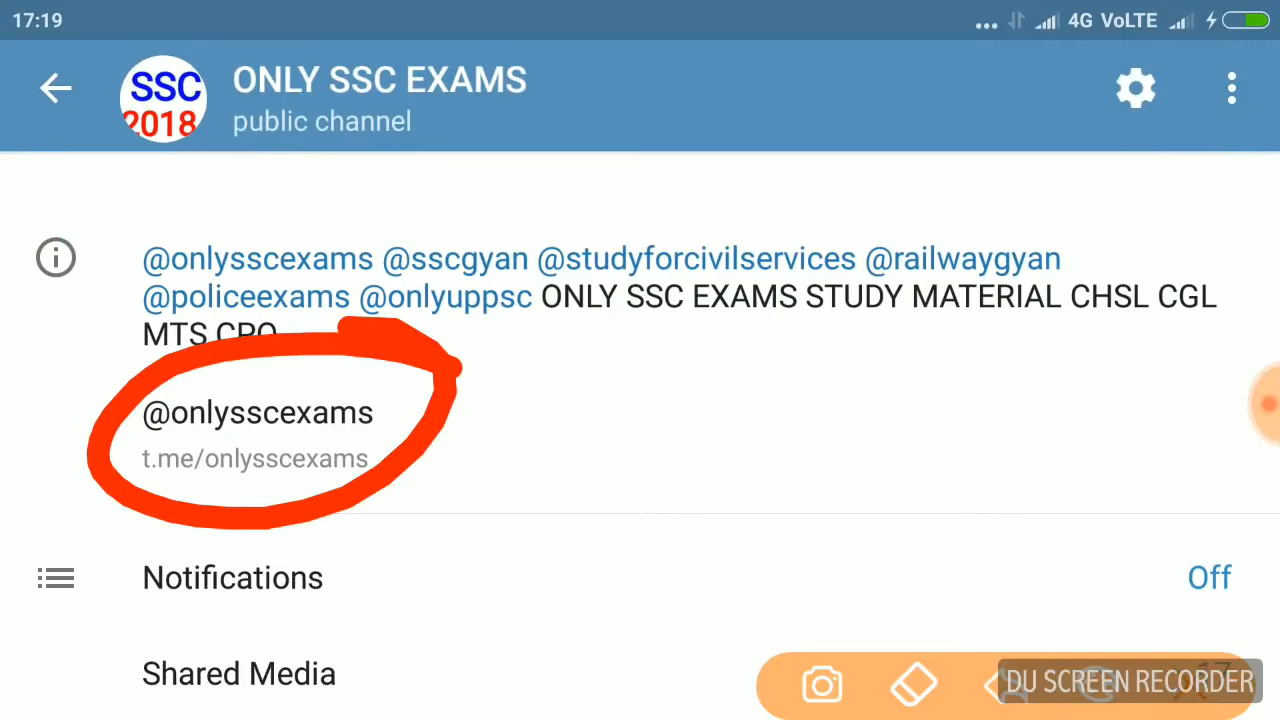 17:19
4G VoLTE
SSC
2018
ONLY SSC EXAMS
public channel
@onlysscexams @sscgyan @studyforcivilservices @railwaygyan
@policeexams @onlyuppsc ONLY SSC EXAMS STUDY MATERIAL CHSL CGL
MTS CPO
@onlysscexams
t.me/onlysscexams
Notifications
Off
Shared Media
17
DU SCREEN RECORDER